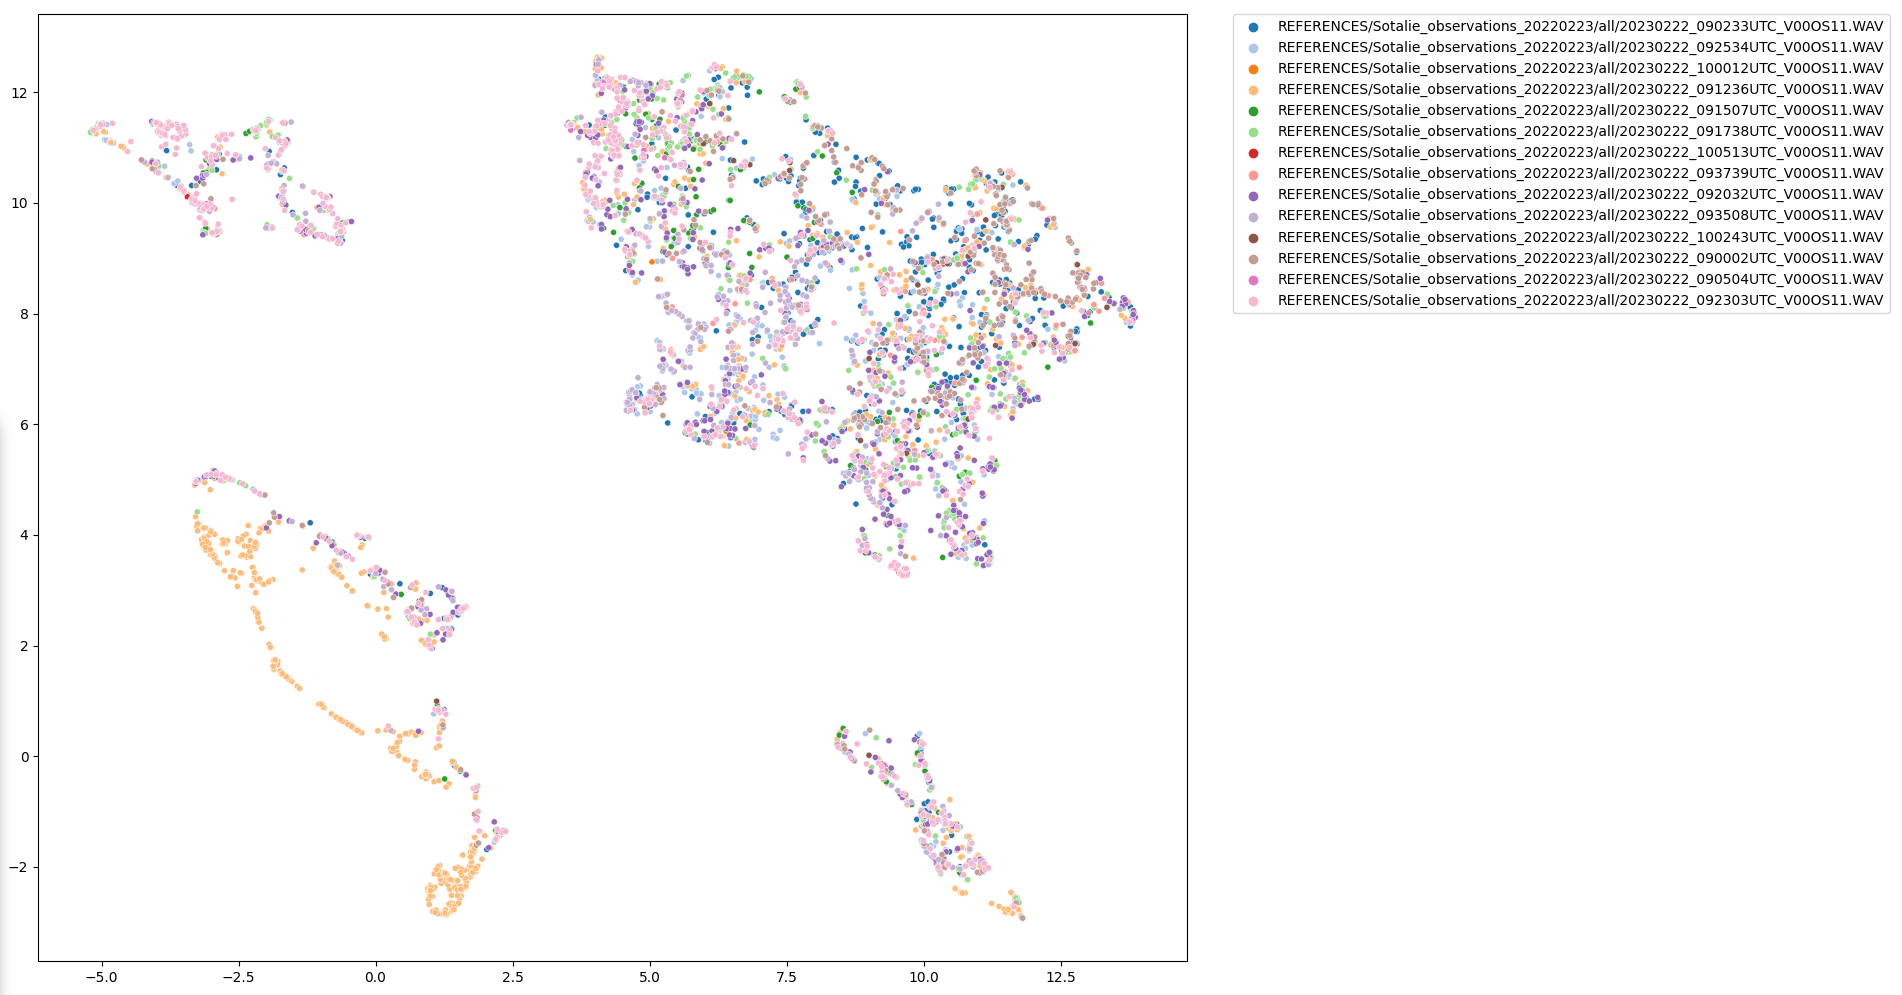 REFERENCES/Sotalie_observations_20220223/all/20230222_090233UTC_V00OS11.WAV
REFERENCES/Sotalie_observations_20220223/all/20230222_092534UTC_V00OS11.WAV
REFERENCES/Sotalie_observations_20220223/all/20230222_100012UTC_V00OS11.WAV
REFERENCES/Sotalie_observations_20220223/all/20230222_091236UTC_V00OS11.WAV
REFERENCES/Sotalie_observations_20220223/all/20230222_091507UTC_V00OS11.WAV
REFERENCES/Sotalie_observations_20220223/all/20230222_091738UTC_V00OS11.WAV
REFERENCES/Sotalie_observations_20220223/all/20230222_100513UTC_V00OS11.WAV
REFERENCES/Sotalie_observations_20220223/all/20230222_093739UTC_V00OS11.WAV
REFERENCES/Sotalie_observations_20220223/all/20230222_092032UTC_V00OS11.WAV
REFERENCES/Sotalie_observations_20220223/all/20230222_093508UTC_V00OS11.WAV
REFERENCES/Sotalie_observations_20220223/all/20230222_100243UTC_V00OS11.WAV
REFERENCES/Sotalie_observations_20220223/all/20230222_090002UTC_V00OS11.WAV
REFERENCES/Sotalie_observations_20220223/all/20230222_090504UTC_V00OS11.WAV
REFERENCES/Sotalie_observations_20220223/all/20230222_092303UTC_V00OS11.WAV
12
10
8
6
4
2
0
−2
−5.0 −2.5 0.0 2.5 5.0 7.5 10.0 12.5